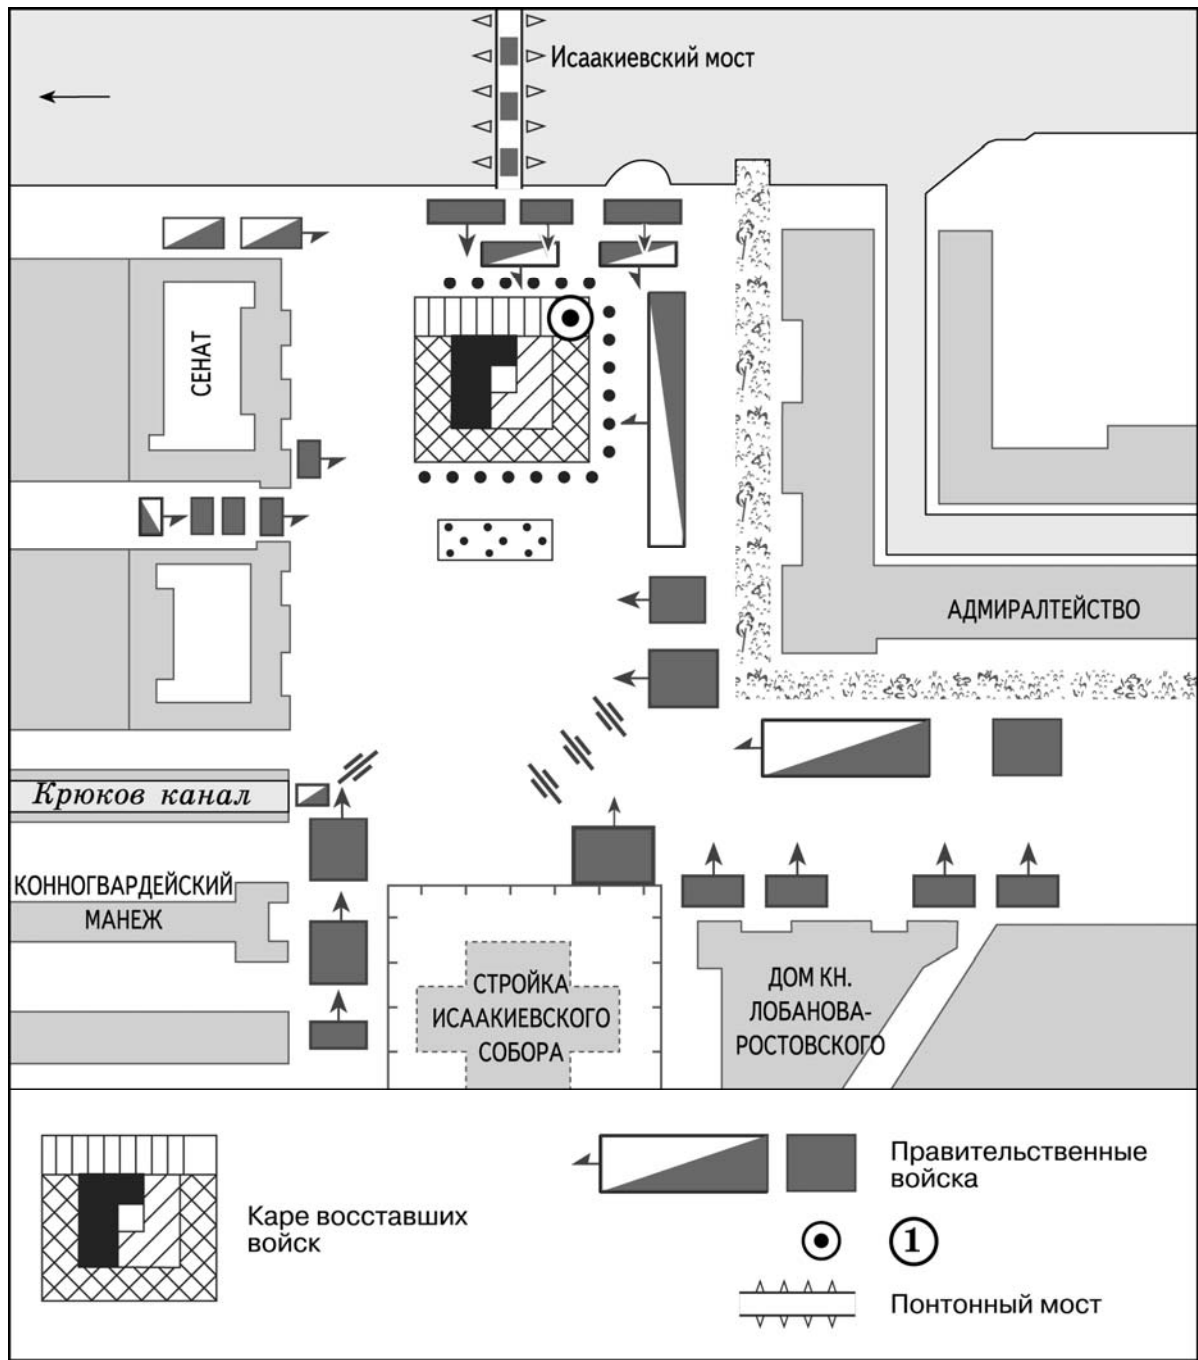 Исаакиевский мост
СЕНАТ
АДМИРАЛТЕЙСТВО
Крюков канал
КОННОГВАРДЕЙСКИЙ
МАНЕЖ
СТРОЙКА
ИСААКИЕВСКОГО
СОБОРА
ДОМ КН.
ЛОБАНОВА-
РОСТОВСКОГО
Каре восставших
войск
Правительственные
войска
1
Понтонный мост